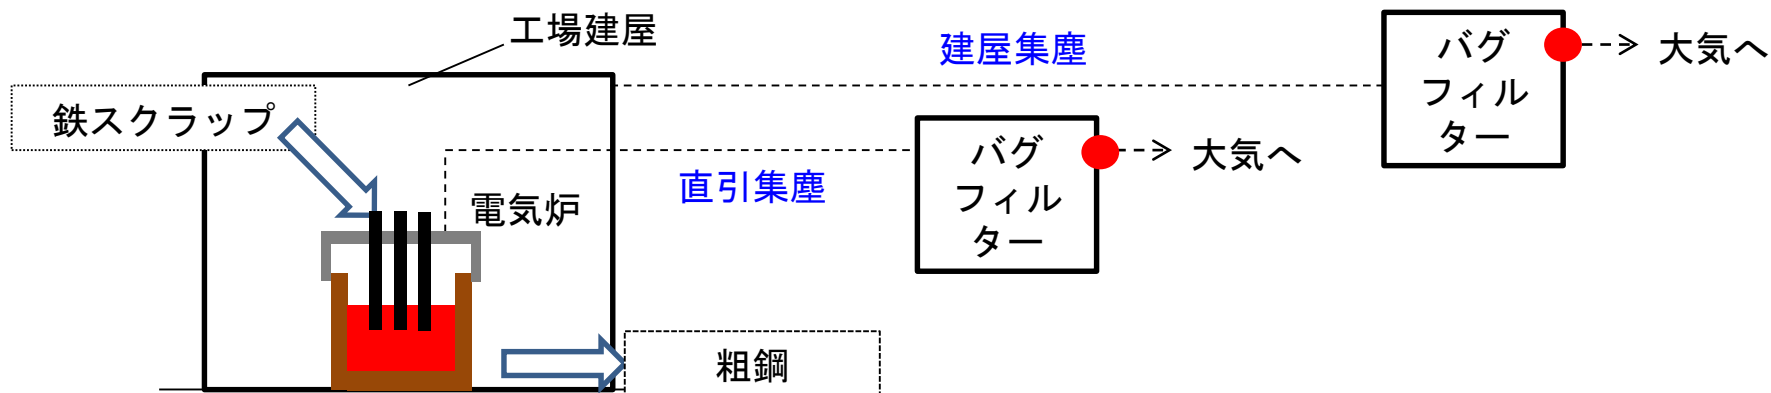 工場建屋
建屋集塵
バグ
フィル
ター
大気へ
鉄スクラップ
直引集塵
バグ
フィル
ター
大気へ
電気炉
粗鋼